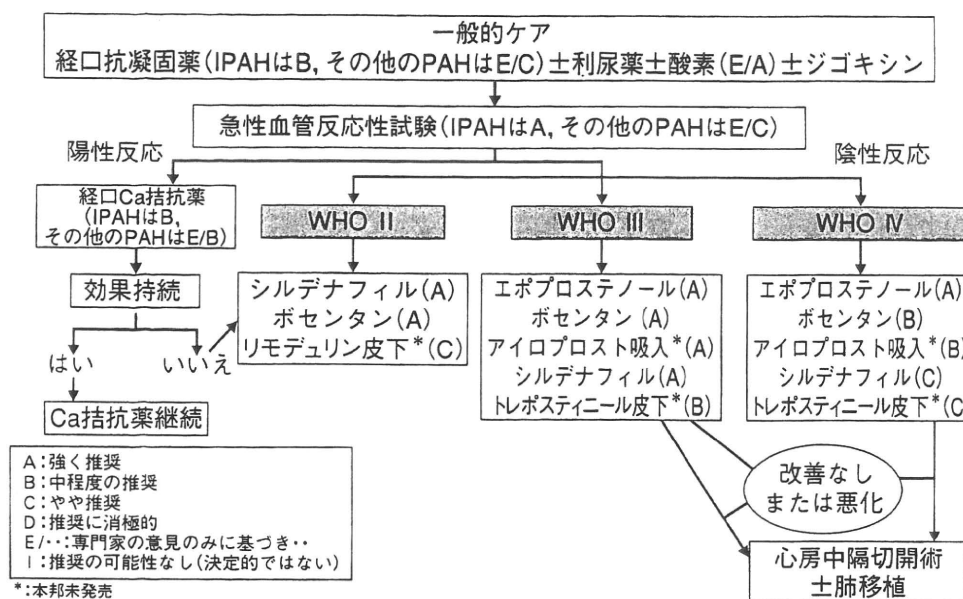 一般的ケア
経口抗凝固薬(IPAHはB, その他のPAHはE/C)±利尿薬±酸素(E/A)±ジゴキシン
急性血管反応性試験(IPAHはA, その他のPAHはE/C)
陽性反応
陰性反応
経口Ca拮抗薬
(IPAHはB,
その他のPAHはE/B)
WHO II
WHO III
WHO IV
効果持続
はい
いいえ
Ca拮抗薬継続
シルデナフィル(A)
ボセンタン(A)
リモデュリン皮下*(C)
エポプロステノール(A)
ボセンタン(A)
アイロプロスト吸入*(A)
シルデナフィル(A)
トレポスティニール皮下*(B)
エポプロステノール(A)
ボセンタン(B)
アイロプロスト吸入*(B)
シルデナフィル(C)
トレポスティニール皮下*(C
改善なし
または悪化
心房中隔切開術
±肺移植
A:強く推奨
B:中程度の推奨
C:やや推奨
D:推奨に消極的
E/‥:専門家の意見のみに基づき‥
I:推奨の可能性なし(決定的ではない)
*:本邦未発売